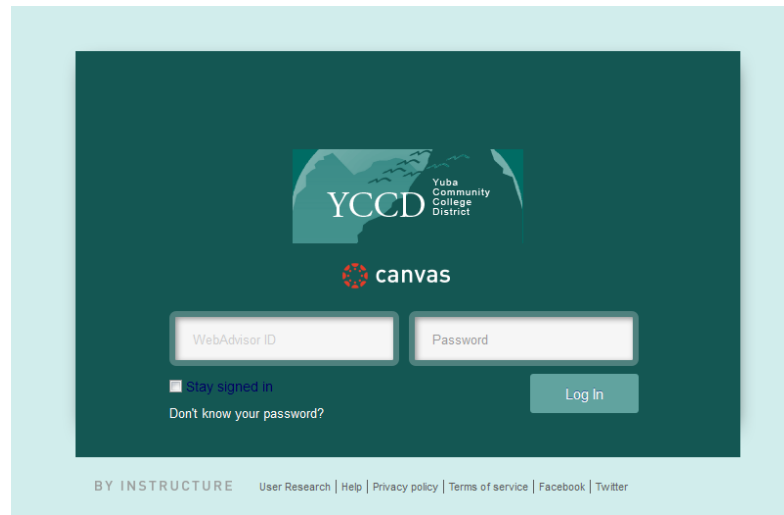 YCCD
Yuba
Community
College
District
canvas
WebAdvisor ID
Password
Stay signed in
Log In
Don't know your password?
BY INSTRUCTURE
User Research | Help | Privacy policy | Terms of service | Facebook | Twitter